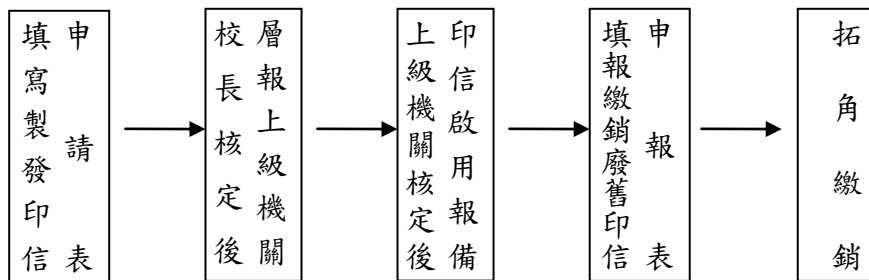 填寫製發印信
申請表
校長核定後
層報上級機關
上級機關核定後
印信啟用報備
填報繳銷廢舊印信
申報表
拓角繳銷